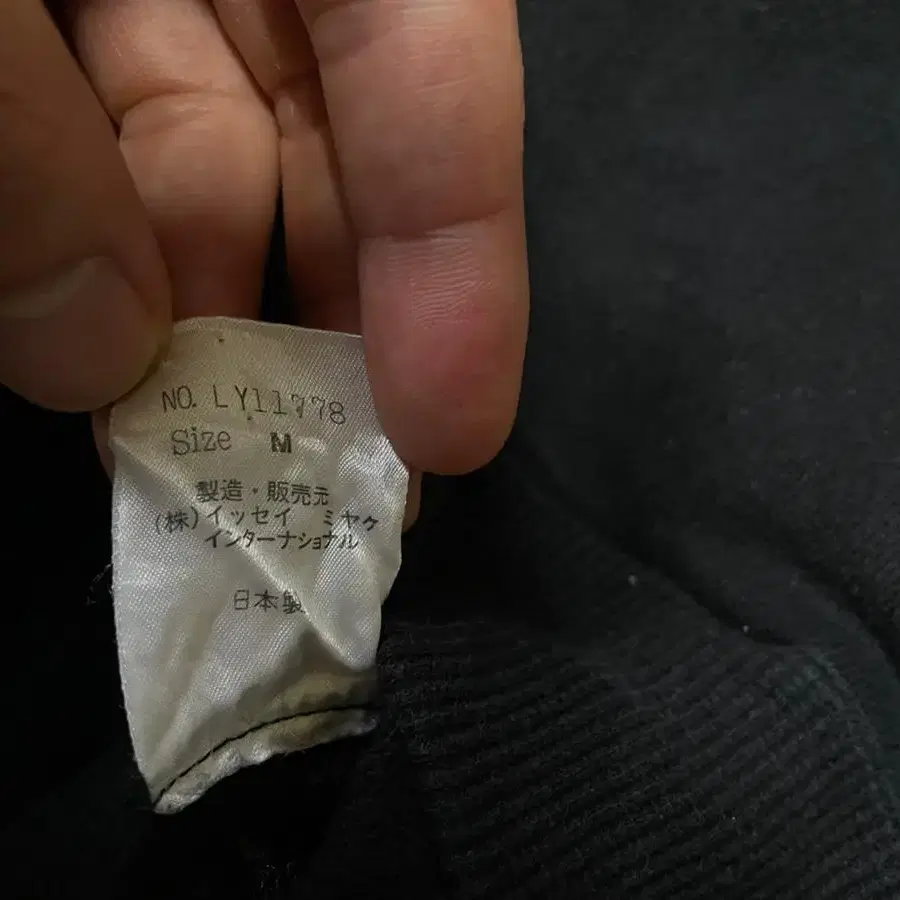 NO. LY11778
Size M
製造・販売元
(株)イッセイ ミヤケ
インターナショナル
日本製